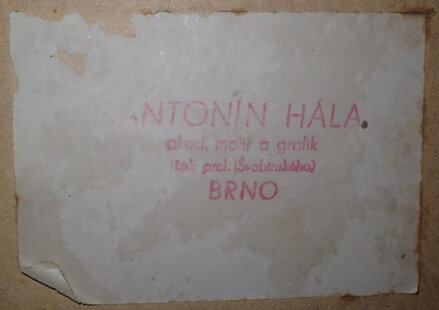 ANTONÍN HÁLA
akad. malíř a grafik
žák prof. (Švabinského)
BRNO